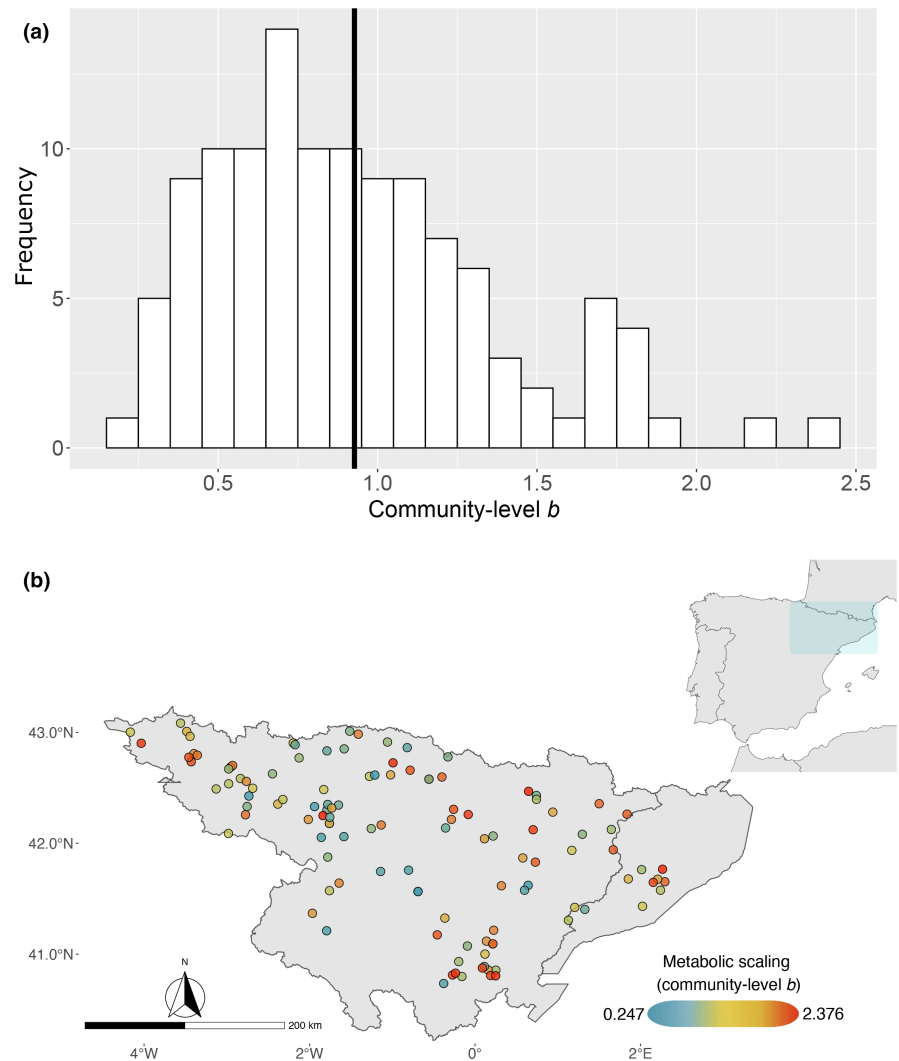 (a)
10
5
0
Frequency
0.5 1.0 1.5 2.0 2.5
Community-level b
(b)
43.0°N
42.0°N
41.0°N
N
200 km
Metabolic scaling
(community-level b)
0.247 2.376
4°W 2°W 0° 2°E